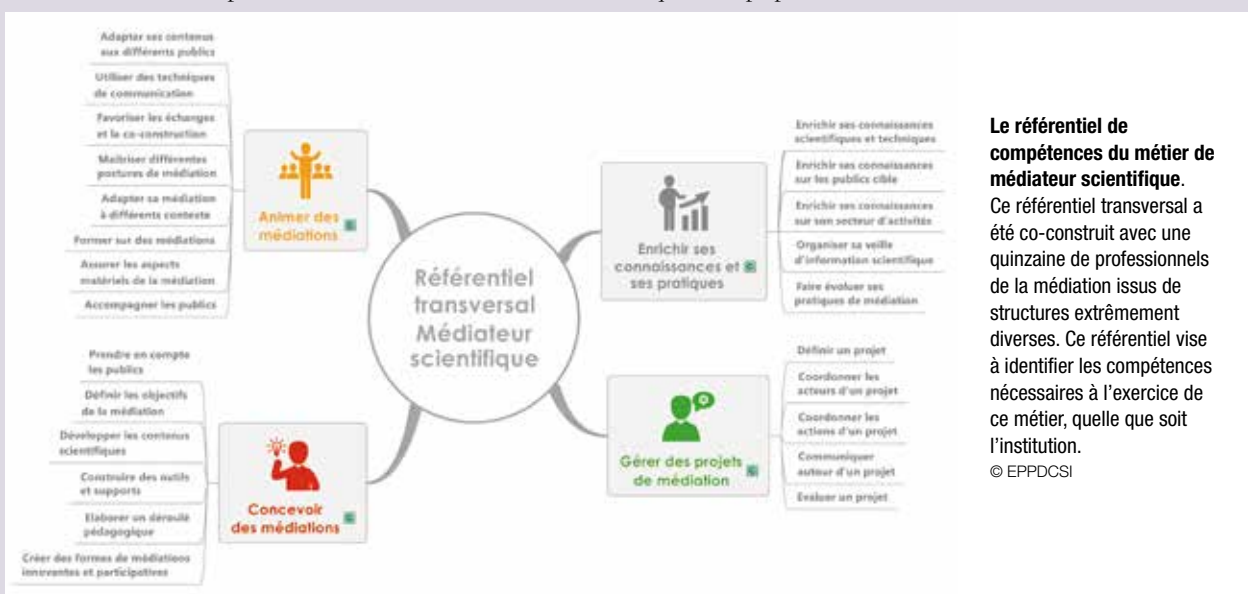 Adapter ses contenus
aux différents publics
Utiliser des techniques
de communication
Favoriser les échanges
et la co-construction
Maîtriser différentes
postures de médiation
Adapter sa médiation
à différents contexte
Former sur des médiations
Assurer les aspects
matériels de la médiation
Accompagner les publics
Animer des
médiations
Prendre en compte
les publics
Définir les objectifs
de la médiation
Développer les contenus
scientifiques
Construire des outils
et supports
Elaborer un déroulé
pédagogique
Créer des formes de médiations
innovantes et participatives
Concevoir
des médiations
Référentiel
transversal
Médiateur
scientifique
Enrichir ses
connaissances et
ses pratiques
Enrichir ses connaissances
scientifiques et techniques
Enrichir ses connaissances
sur les publics cible
Enrichir ses connaissances
sur son secteur d'activités
Organiser sa veille
d'information scientifique
Faire évoluer ses
pratiques de médiation
Gérer des projets
de médiation
Définir un projet
Coordonner les
acteurs d'un projet
Coordonner les
actions d'un projet
Communiquer
autour d'un projet
Evaluer un projet
Le référentiel de
compétences du métier de
médiateur scientifique.
Ce référentiel transversal a
été co-construit avec une
quinzaine de professionnels
de la médiation issus de
structures extrêmement
diverses. Ce référentiel vise
à identifier les compétences
nécessaires à l'exercice de
ce métier, quelle que soit
l'institution.
© EPPDCSI